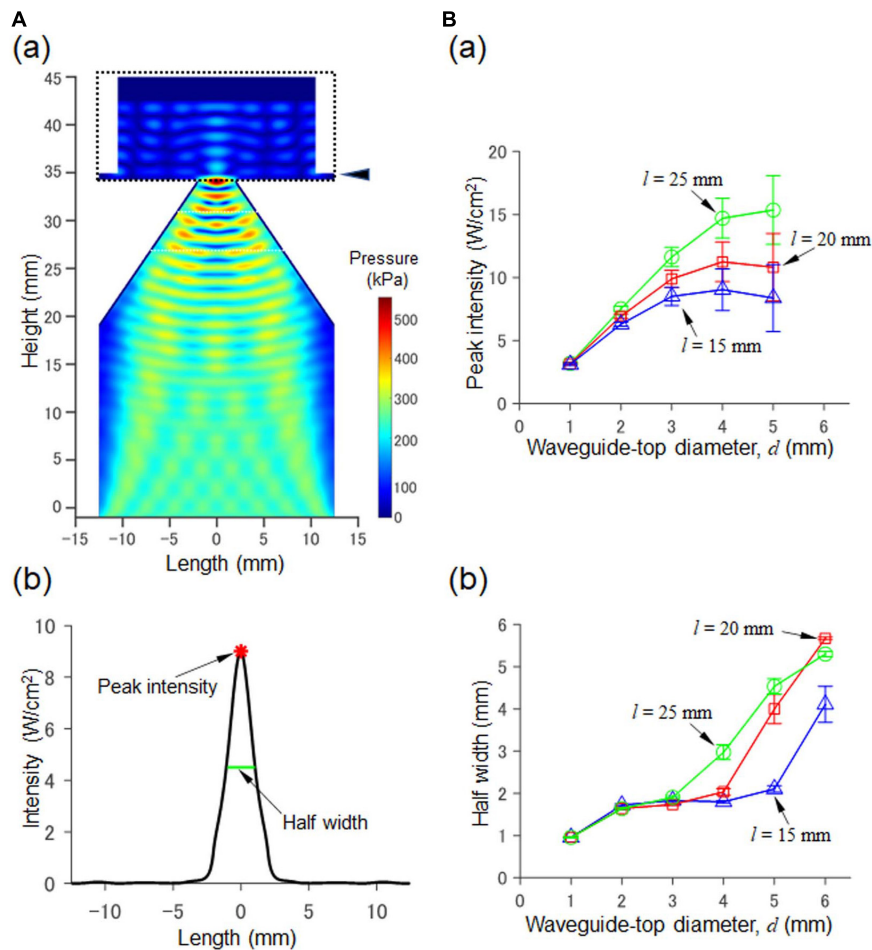 A
(a)
45
40
35
30
25
20
15
10
5
0
Height (mm)
−15
−10
−5
0
5
10
15
Length (mm)
Pressure
(kPa)
500
400
300
200
100
0
(b)
10
8
6
4
2
0
Intensity (W/cm²)
Peak intensity
Half width
−10
−5
0
5
10
Length (mm)
B
(a)
20
15
10
5
0
Peak intensity (W/cm²)
l = 25 mm
l = 20 mm
l = 15 mm
0
1
2
3
4
5
6
Waveguide-top diameter, d (mm)
(b)
6
5
4
3
2
1
0
Half width (mm)
l = 20 mm
l = 25 mm
l = 15 mm
0
1
2
3
4
5
6
Waveguide-top diameter, d (mm)